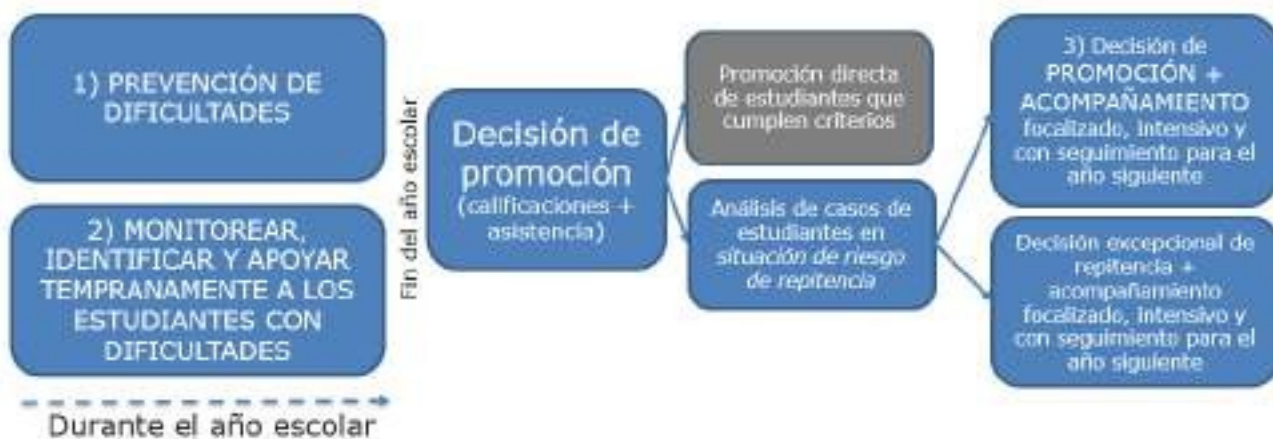 1) PREVENCIÓN DE
DIFICULTADES
2) MONITOREAR,
IDENTIFICAR Y APOYAR
TEMPRANAMENTE A LOS
ESTUDIANTES CON
DIFICULTADES
Durante el año escolar
Fin del año escolar
Decisión de
promoción
(calificaciones +
asistencia)
Promoción directa
de estudiantes que
cumplen criterios
Análisis de casos de
estudiantes en
situación de riesgo
de repitencia
3) Decisión de
PROMOCIÓN +
ACOMPAÑAMIENTO
focalizado, intensivo y
con seguimiento para el
año siguiente
Decisión excepcional de
repitencia +
acompañamiento
focalizado, intensivo y
con seguimiento para el
año siguiente